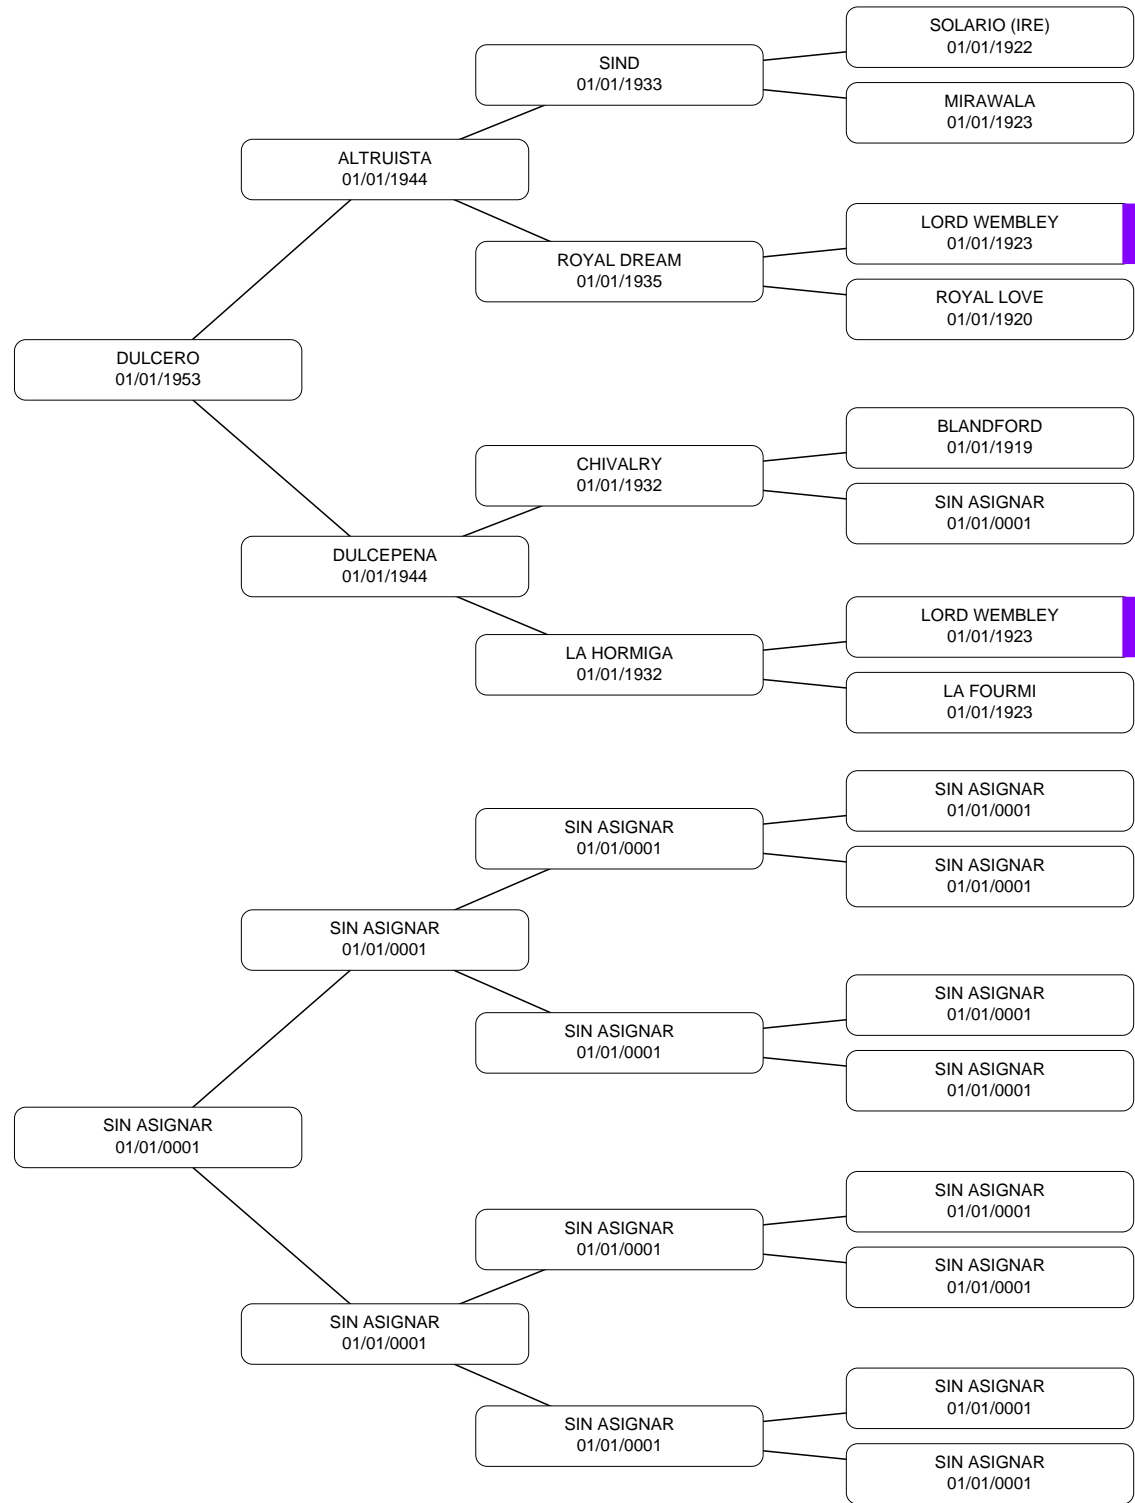 SOLARIO (IRE)
01/01/1922
SIND
01/01/1933
MIRAWALA
01/01/1923
ALTRUISTA
01/01/1944
LORD WEMBLEY
01/01/1923
ROYAL DREAM
01/01/1935
ROYAL LOVE
01/01/1920
DULCERO
01/01/1953
BLANDFORD
01/01/1919
CHIVALRY
01/01/1932
SIN ASIGNAR
01/01/0001
DULCEPENA
01/01/1944
LORD WEMBLEY
01/01/1923
LA HORMIGA
01/01/1932
LA FOURMI
01/01/1923
SIN ASIGNAR
01/01/0001
SIN ASIGNAR
01/01/0001
SIN ASIGNAR
01/01/0001
SIN ASIGNAR
01/01/0001
SIN ASIGNAR
01/01/0001
SIN ASIGNAR
01/01/0001
SIN ASIGNAR
01/01/0001
SIN ASIGNAR
01/01/0001
SIN ASIGNAR
01/01/0001
SIN ASIGNAR
01/01/0001
SIN ASIGNAR
01/01/0001
SIN ASIGNAR
01/01/0001
SIN ASIGNAR
01/01/0001
SIN ASIGNAR
01/01/0001
SIN ASIGNAR
01/01/0001